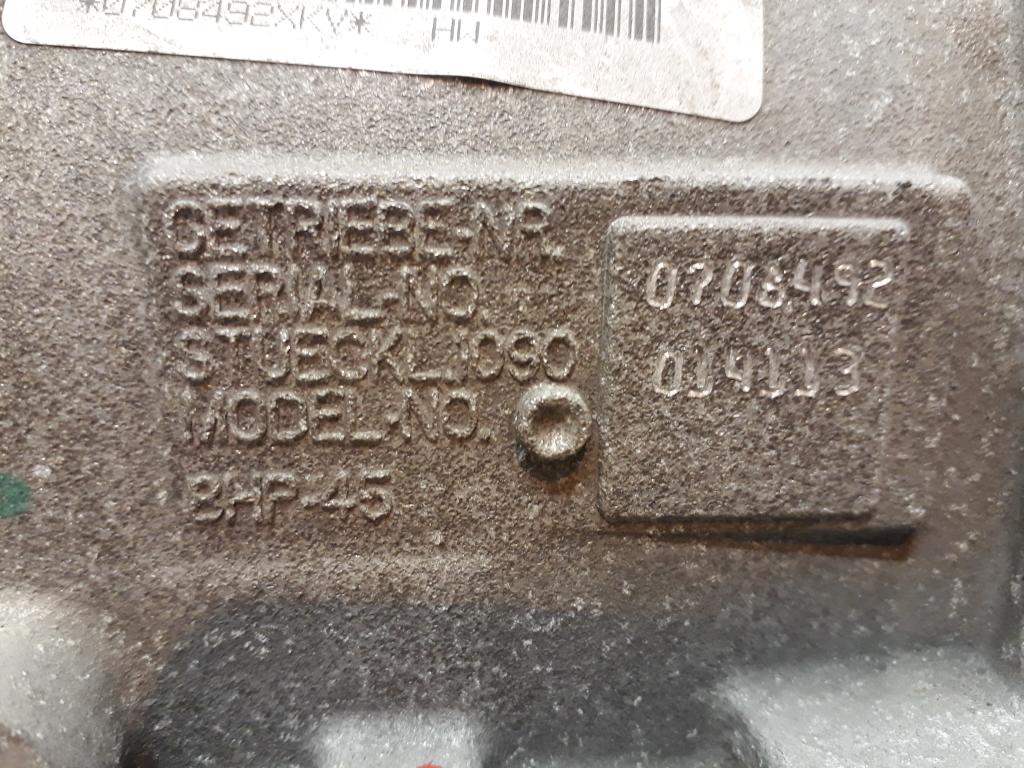 *0708492XKV* HW
GETRIEBE-NR.
SERIAL-NO.
0708492
STUECKL.1090
014113
MODEL-NO.
8HP-45